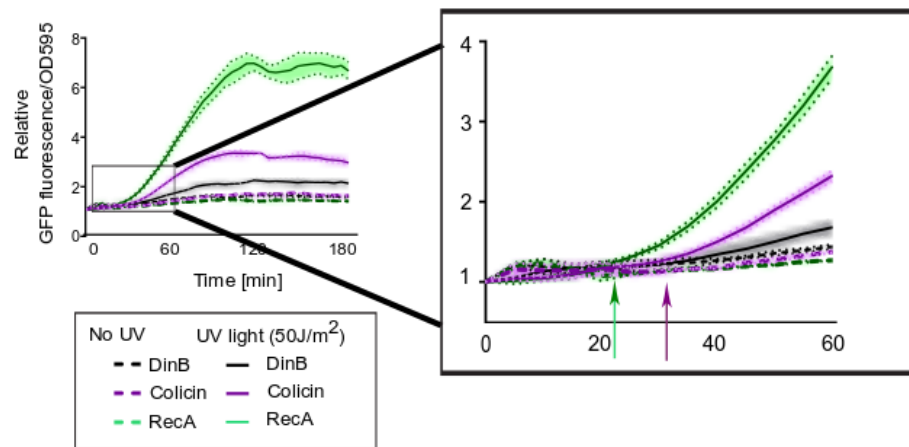 Relative
GFP fluorescence/OD595
8
6
4
2
0
0 60 120 180
Time [min]
4
3
2
1
0 20 40 60
No UV UV light (50J/m²)
DinB DinB
Colicin Colicin
RecA RecA